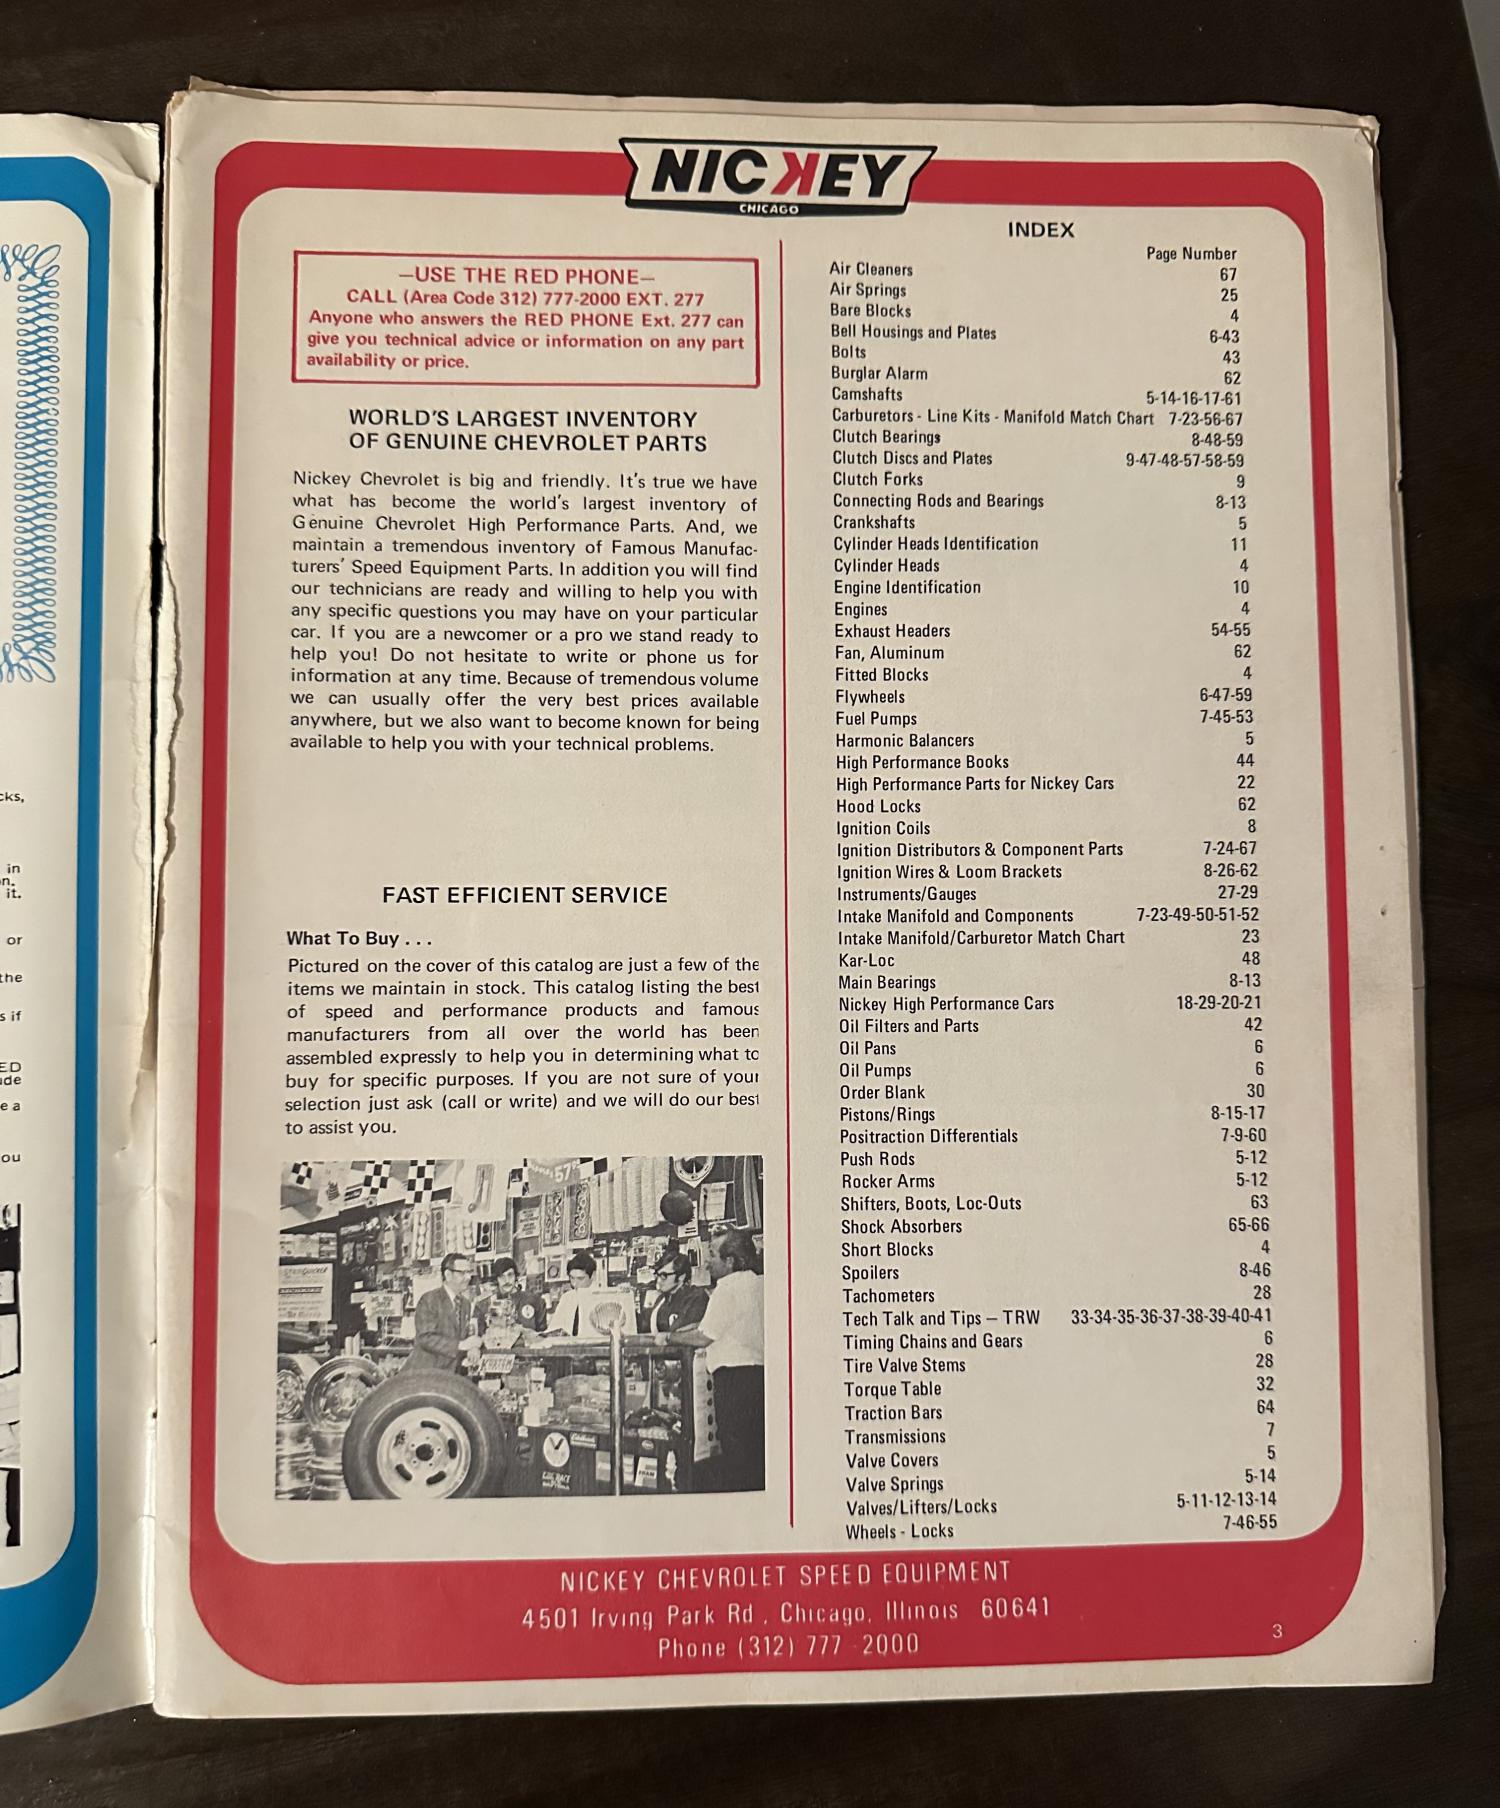 cks,
in
n.
it.
or
the
s if
ED
ude
e a
ou
NICKEY
CHICAGO
—USE THE RED PHONE—
CALL (Area Code 312) 777-2000 EXT. 277
Anyone who answers the RED PHONE Ext. 277 can
give you technical advice or information on any part
availability or price.
WORLD'S LARGEST INVENTORY
OF GENUINE CHEVROLET PARTS
Nickey Chevrolet is big and friendly. It's true we have
what has become the world's largest inventory of
Genuine Chevrolet High Performance Parts. And, we
maintain a tremendous inventory of Famous Manufac-
turers' Speed Equipment Parts. In addition you will find
our technicians are ready and willing to help you with
any specific questions you may have on your particular
car. If you are a newcomer or a pro we stand ready to
help you! Do not hesitate to write or phone us for
information at any time. Because of tremendous volume
we can usually offer the very best prices available
anywhere, but we also want to become known for being
available to help you with your technical problems.
FAST EFFICIENT SERVICE
What To Buy . . .
Pictured on the cover of this catalog are just a few of the
items we maintain in stock. This catalog listing the best
of speed and performance products and famous
manufacturers from all over the world has been
assembled expressly to help you in determining what to
buy for specific purposes. If you are not sure of your
selection just ask (call or write) and we will do our best
to assist you.
INDEX
Page Number
Air Cleaners 67
Air Springs 25
Bare Blocks 4
Bell Housings and Plates 6-43
Bolts 43
Burglar Alarm 62
Camshafts 5-14-16-17-61
Carburetors - Line Kits - Manifold Match Chart 7-23-56-67
Clutch Bearings 8-48-59
Clutch Discs and Plates 9-47-48-57-58-59
Clutch Forks 9
Connecting Rods and Bearings 8-13
Crankshafts 5
Cylinder Heads Identification 11
Cylinder Heads 4
Engine Identification 10
Engines 4
Exhaust Headers 54-55
Fan, Aluminum 62
Fitted Blocks 4
Flywheels 6-47-59
Fuel Pumps 7-45-53
Harmonic Balancers 5
High Performance Books 44
High Performance Parts for Nickey Cars 22
Hood Locks 62
Ignition Coils 8
Ignition Distributors & Component Parts 7-24-67
Ignition Wires & Loom Brackets 8-26-62
Instruments/Gauges 27-29
Intake Manifold and Components 7-23-49-50-51-52
Intake Manifold/Carburetor Match Chart 23
Kar-Loc 48
Main Bearings 8-13
Nickey High Performance Cars 18-29-20-21
Oil Filters and Parts 42
Oil Pans 6
Oil Pumps 6
Order Blank 30
Pistons/Rings 8-15-17
Positraction Differentials 7-9-60
Push Rods 5-12
Rocker Arms 5-12
Shifters, Boots, Loc-Outs 63
Shock Absorbers 65-66
Short Blocks 4
Spoilers 8-46
Tachometers 28
Tech Talk and Tips – TRW 33-34-35-36-37-38-39-40-41
Timing Chains and Gears 6
Tire Valve Stems 28
Torque Table 32
Traction Bars 64
Transmissions 7
Valve Covers 5
Valve Springs 5-14
Valves/Lifters/Locks 5-11-12-13-14
Wheels - Locks 7-46-55
NICKEY CHEVROLET SPEED EQUIPMENT
4501 Irving Park Rd., Chicago, Illinois 60641
Phone (312) 777 2000
3